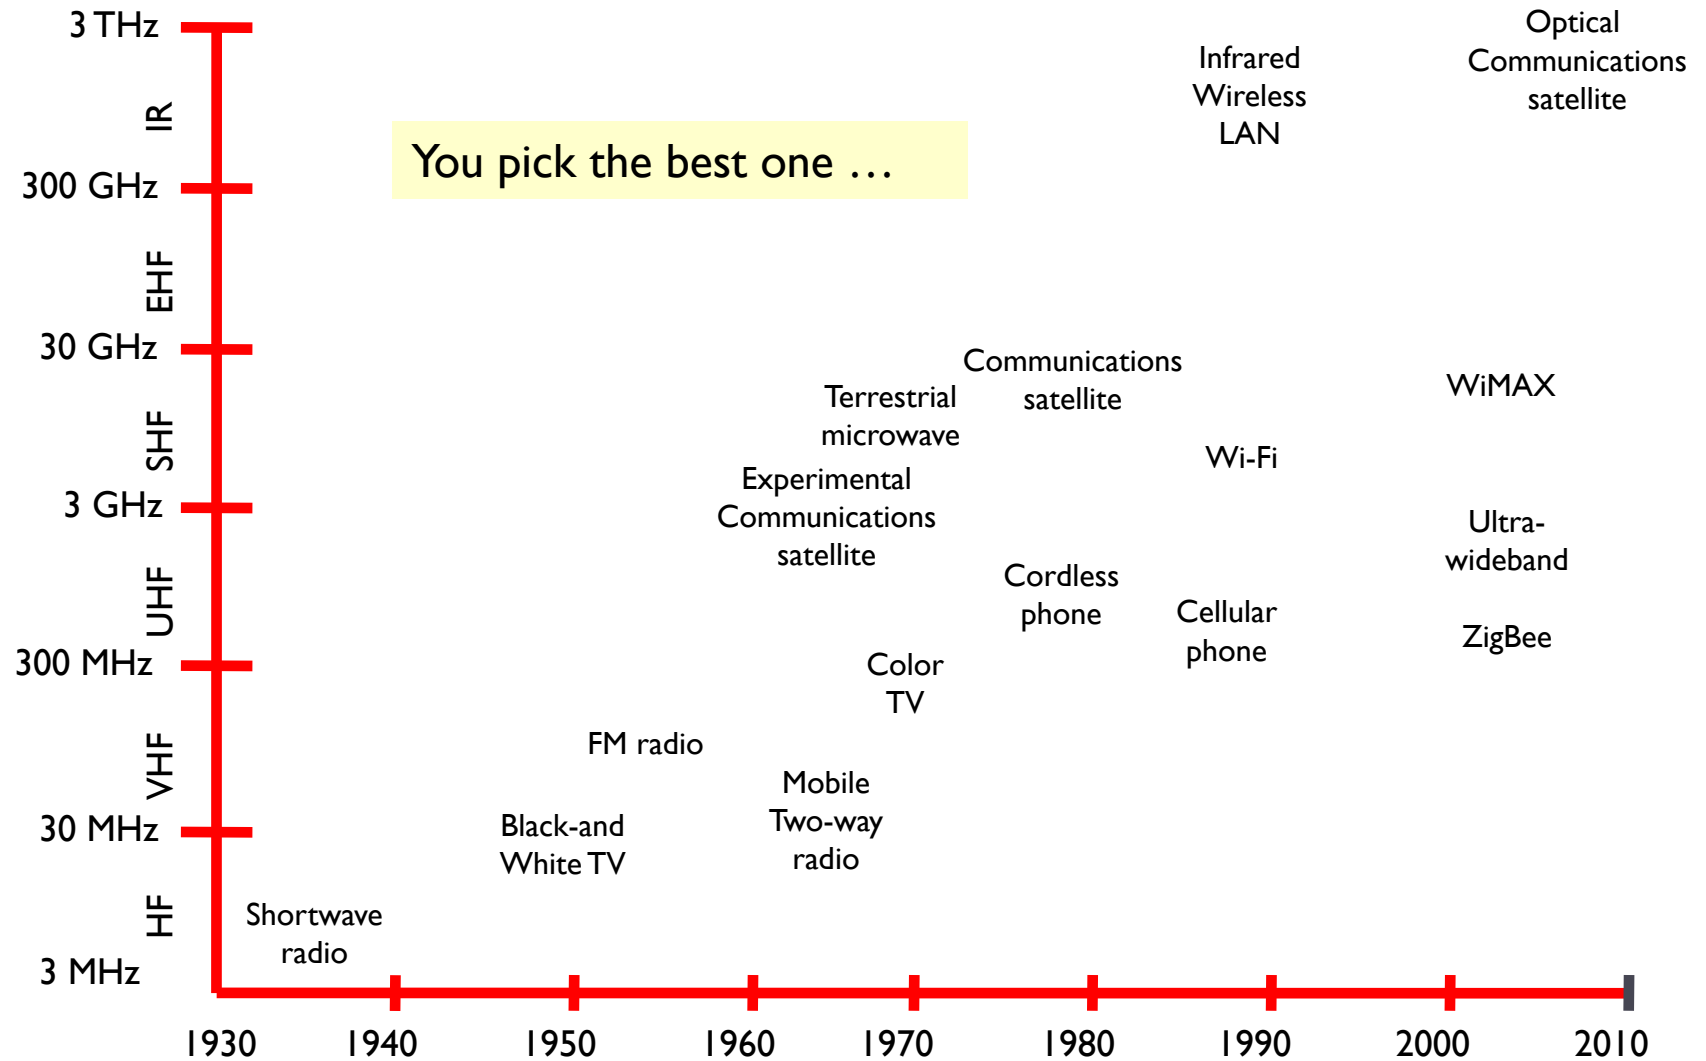 3 THz
IR
300 GHz
EHF
30 GHz
SHF
3 GHz
UHF
300 MHz
VHF
30 MHz
HF
3 MHz
You pick the best one …
Infrared
Wireless
LAN
Optical
Communications
satellite
Communications
satellite
Terrestrial
microwave
WiMAX
Wi-Fi
Experimental
Communications
satellite
Ultra-
wideband
Cordless
phone
Cellular
phone
ZigBee
Color
TV
FM radio
Mobile
Two-way
radio
Black-and
White TV
Shortwave
radio
1930 1940 1950 1960 1970 1980 1990 2000 2010